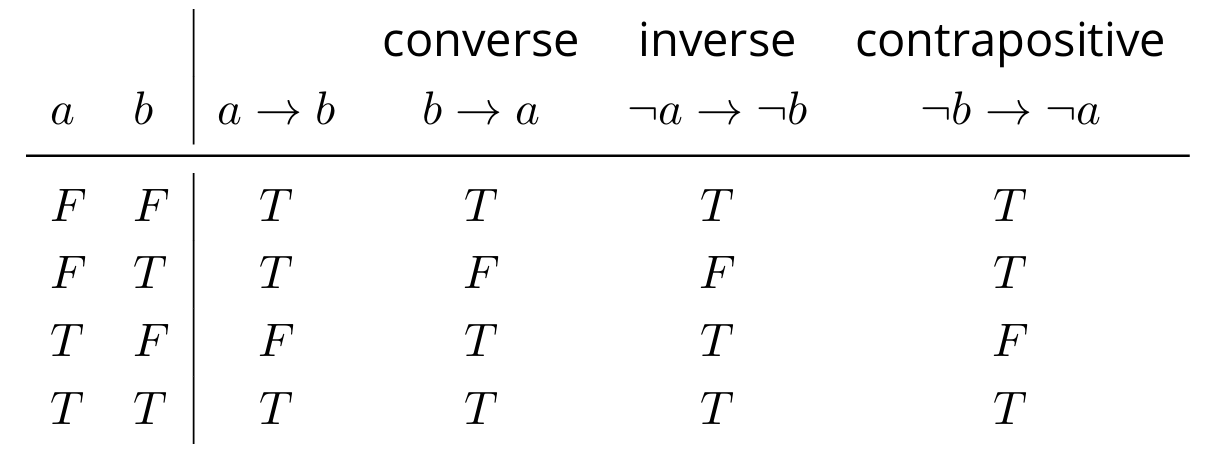 converse inverse contrapositive
a b a → b b → a ¬a → ¬b ¬b → ¬a
F F T T T T
F T T F F T
T F F T T F
T T T T T T